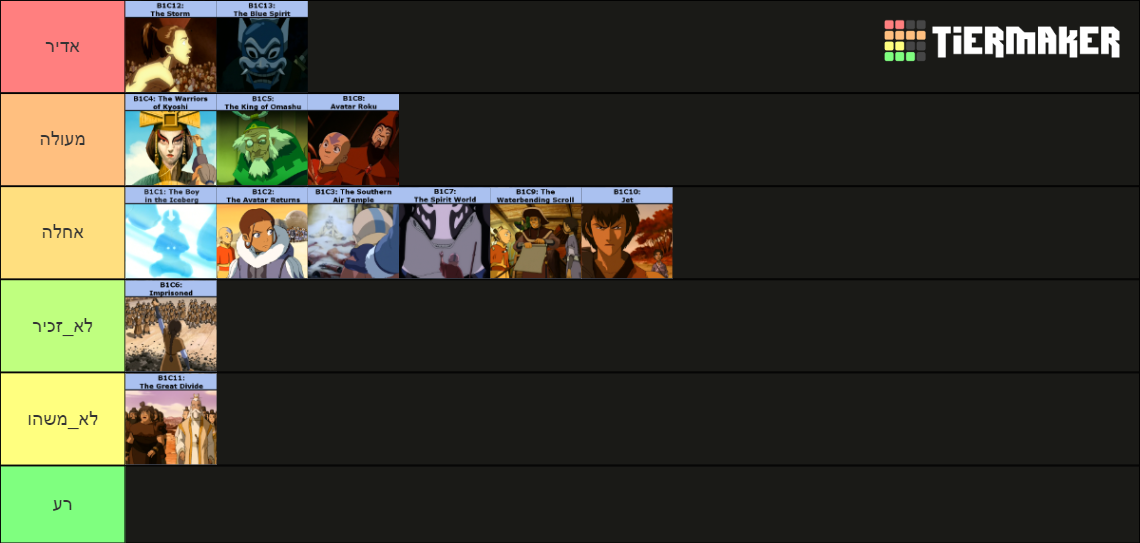 אדיר
B1C12:
The Storm
B1C13:
The Blue Spirit
TiERMAKER
מעולה
B1C4: The Warriors
of Kyoshi
B1C5:
The King of Omashu
B1C8:
Avatar Roku
אחלה
B1C1: The Boy
in the Iceberg
B1C2:
The Avatar Returns
B1C3: The Southern
Air Temple
B1C7:
The Spirit World
B1C9: The
Waterbending Scroll
B1C10:
Jet
לא_זכיר
B1C6:
Imprisoned
לא_משהו
B1C11:
The Great Divide
רע